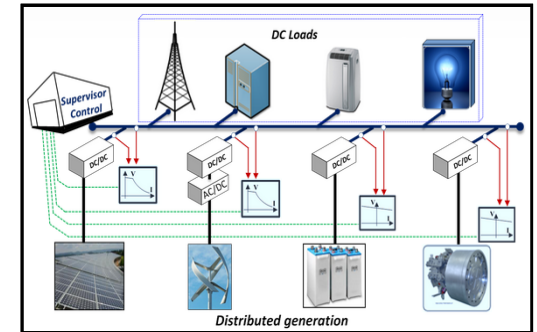 DC Loads
Supervisor
Control
DC/DC
DC/DC
AC/DC
DC/DC
DC/DC
V
I
V
I
V
I
V
I
Distributed generation